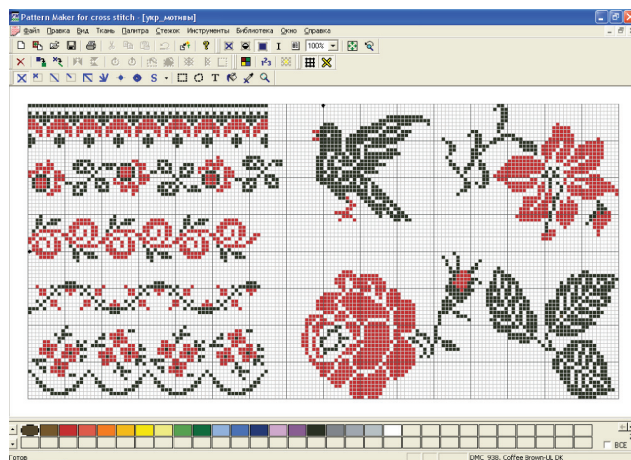 Pattern Maker for cross stitch - [укр_мотивы]
Файл Правка Вид Ткань Палитра Стежок Инструменты Библиотека Окно Справка
100%
ВСЕ
Готов
DMC 938, Coffee Brown-UL DK